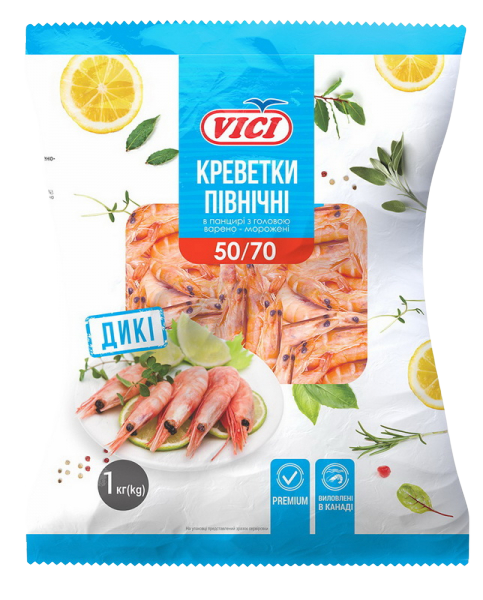 VICI
КРЕВЕТКИ
ПІВНІЧНІ
в панцирі з головою
варено - морожені
50/70
ДИКІ
1 кг(kg)
PREMIUM
ВИЛОВЛЕНІ
В КАНАДІ